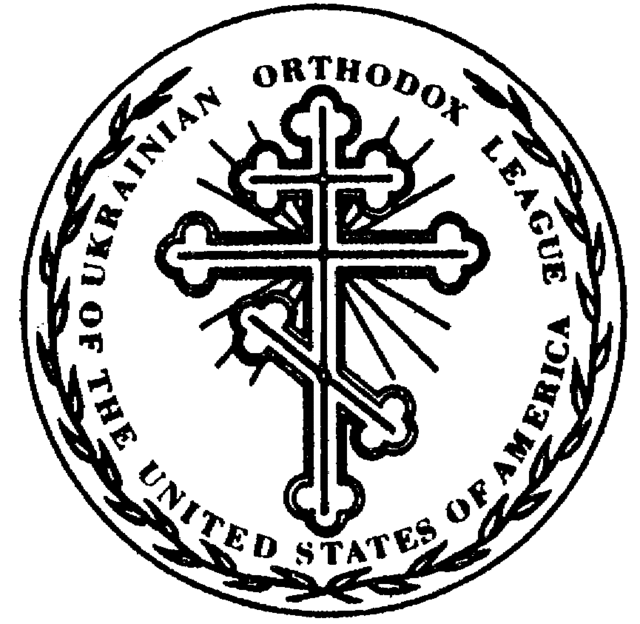 UKRAINIAN ORTHODOX LEAGUE
OF THE UNITED STATES OF AMERICA